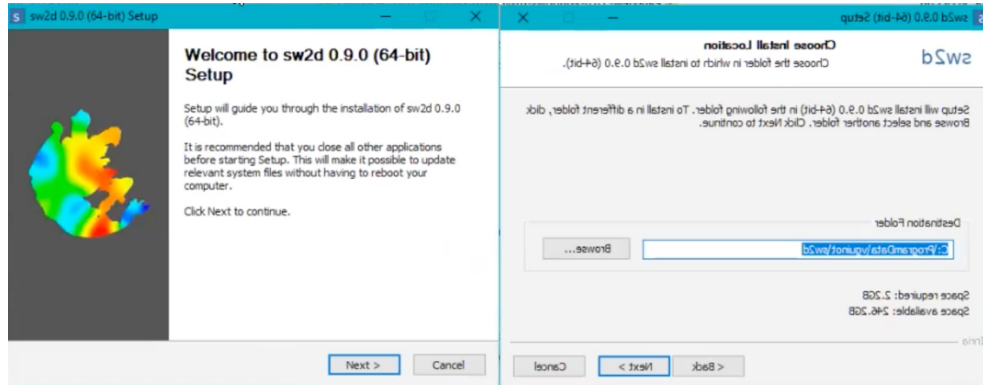 sw2d 0.9.0 (64-bit) Setup
Welcome to sw2d 0.9.0 (64-bit)
Setup
Setup will guide you through the installation of sw2d 0.9.0
(64-bit).
It is recommended that you close all other applications
before starting Setup. This will make it possible to update
relevant system files without having to reboot your
computer.
Click Next to continue.
Next >
Cancel
sw2d 0.9.0 (64-bit) Setup
Choose Install Location
Choose the folder in which to install sw2d 0.9.0 (64-bit).
sw2d
Setup will install sw2d 0.9.0 (64-bit) in the following folder. To install in a different folder, click
Browse and select another folder. Click Next to continue.
Destination Folder
C:\ProgramData\vguinot\sw2d
Browse...
Space required: 2.2GB
Space available: 246.2GB
Inria
< Back
Next >
Cancel